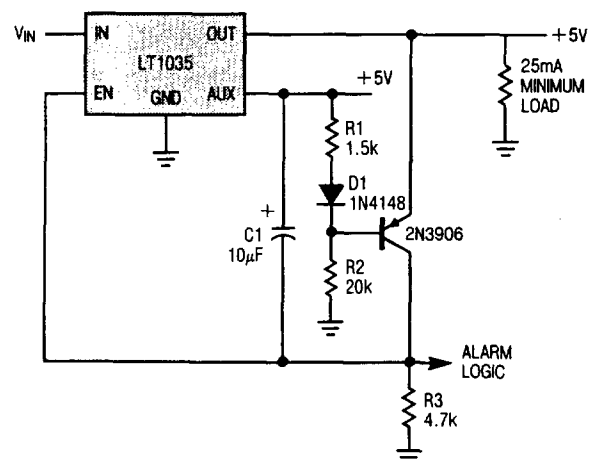 VIN
IN
OUT
+5V
LT1035
EN
GND
AUX
+5V
25mA
MINIMUM
LOAD
R1
1.5k
D1
1N4148
+
C1
10µF
2N3906
R2
20k
ALARM
LOGIC
R3
4.7k